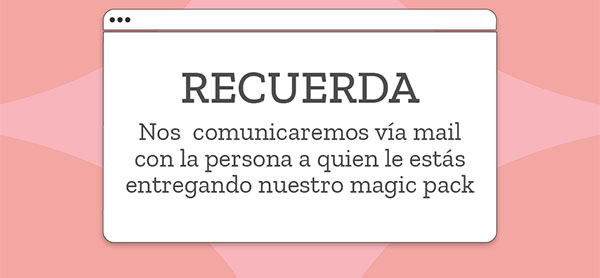 RECUERDA
Nos comunicaremos vía mail
con la persona a quien le estás
entregando nuestro magic pack